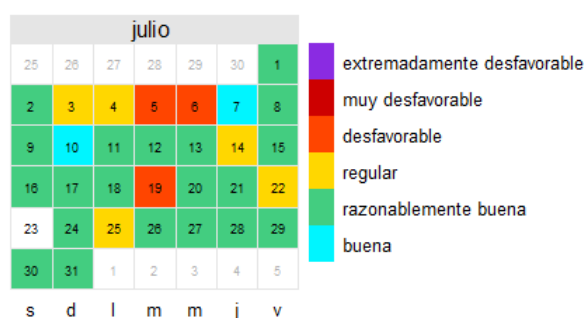 julio
25 26 27 28 29 30 1
2 3 4 5 6 7 8
9 10 11 12 13 14 15
16 17 18 19 20 21 22
23 24 25 26 27 28 29
30 31 1 2 3 4 5
s d l m m j v
extremadamente desfavorable
muy desfavorable
desfavorable
regular
razonablemente buena
buena